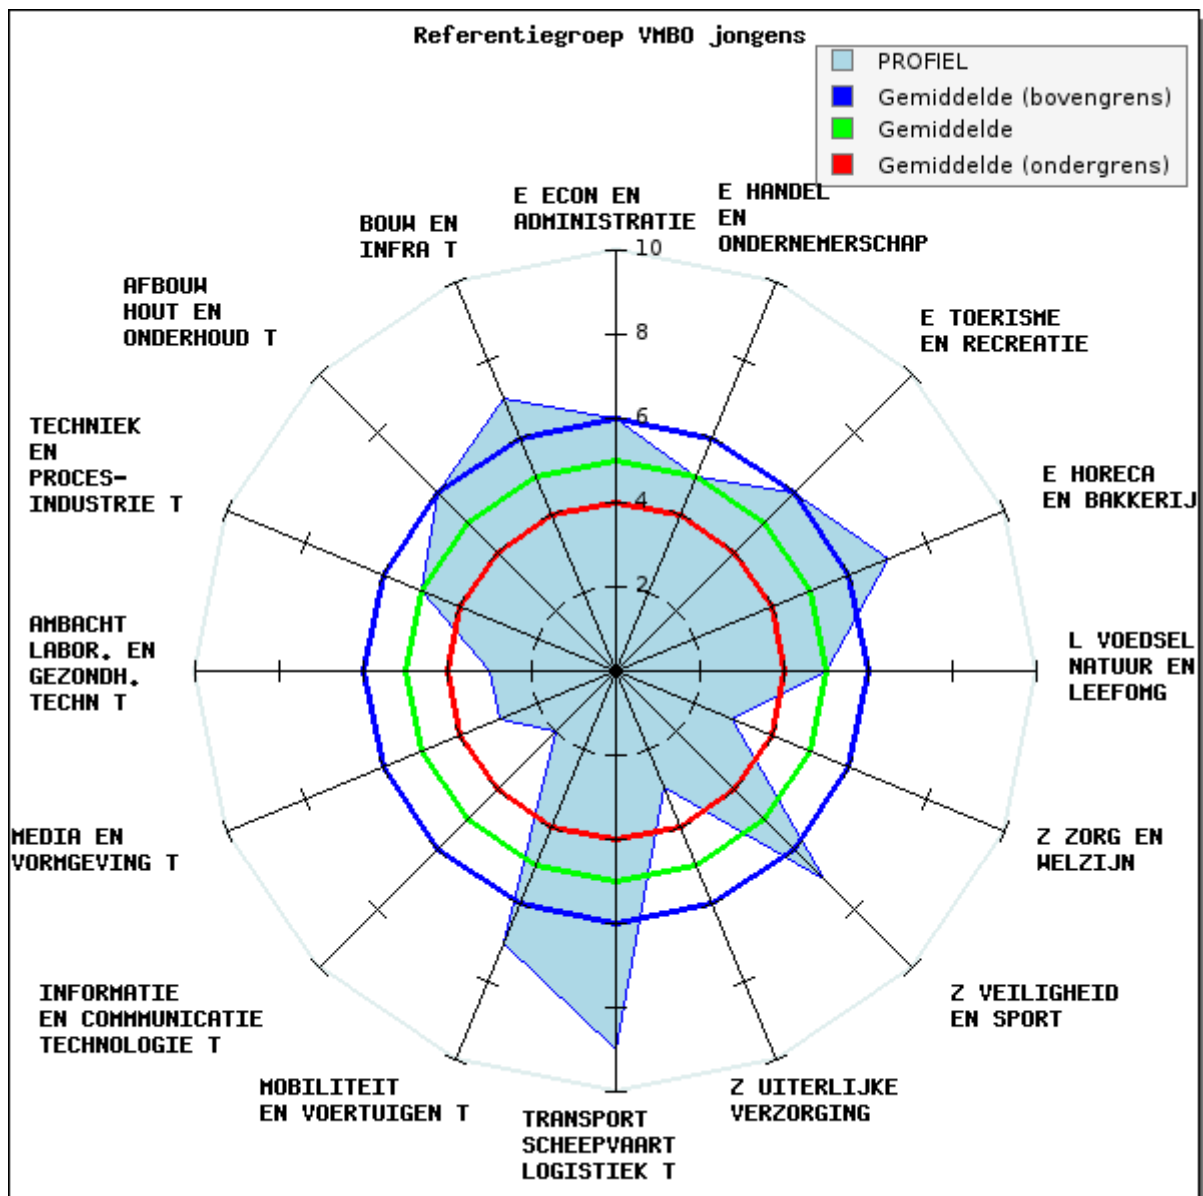 Referentiegroep VMBO jongens
PROFIEL
Gemiddelde (bovengrens)
Gemiddelde
Gemiddelde (ondergrens)
E ECON EN
ADMINISTRATIE
E HANDEL
EN
ONDERNEMERSCHAP
E TOERISME
EN RECREATIE
E HORECA
EN BAKKERIJ
L VOEDSEL
NATUUR EN
LEEFOMG
Z ZORG EN
WELZIJN
Z VEILIGHEID
EN SPORT
Z UITERLIJKE
VERZORGING
TRANSPORT
SCHEEPVAART
LOGISTIEK T
MOBILITEIT
EN VOERTUIGEN T
INFORMATIE
EN COMMMUNICATIE
TECHNOLOGIE T
MEDIA EN
VORMGEVING T
AMBACHT
LABOR. EN
GEZONDH.
TECHN T
TECHNIEK
EN
PROCES-
INDUSTRIE T
AFBOUW
HOUT EN
ONDERHOUD T
BOUW EN
INFRA T
10
8
6
4
2